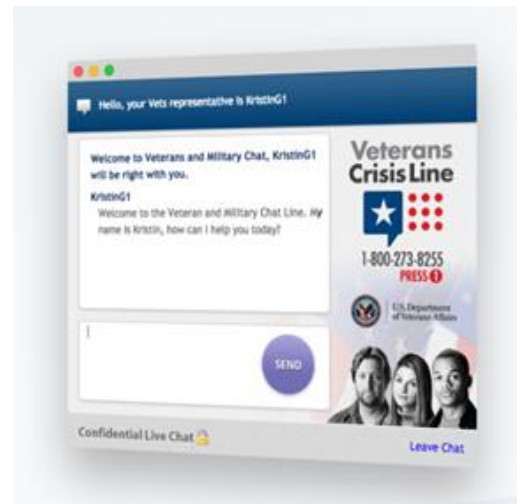 Hello, your Vets representative is KristinG1
Welcome to Veterans and Military Chat, KristinG1
will be right with you.
KristinG1
Welcome to the Veteran and Military Chat Line. My
name is Kristin, how can I help you today?
SEND
Confidential Live Chat
Veterans
CrisisLine
1-800-273-8255
PRESS 1
U.S. Department
of Veterans Affairs
Leave Chat